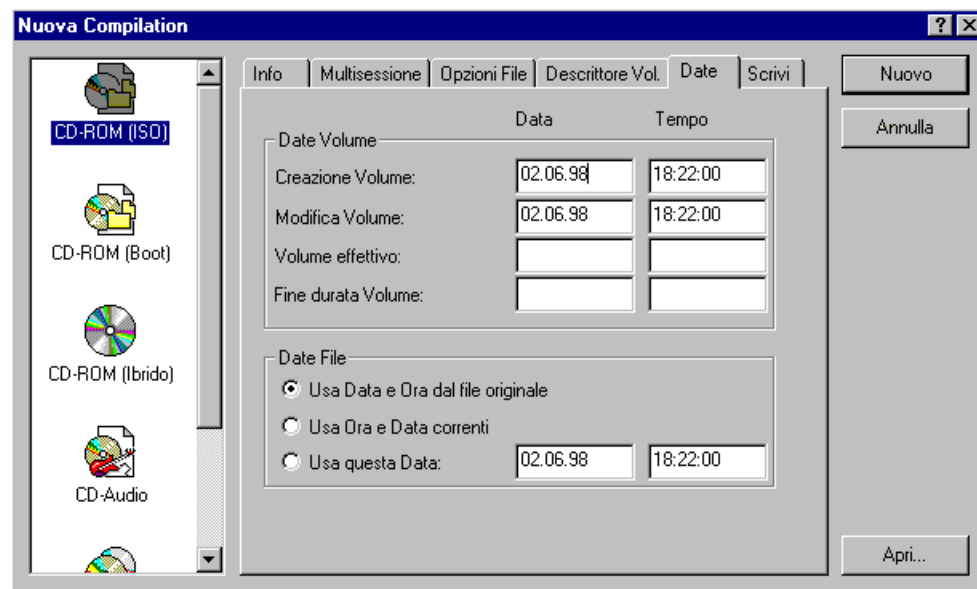 Nuova Compilation
CD-ROM (ISO)
CD-ROM (Boot)
CD-ROM (Ibrido)
CD-Audio
Info Multisessione Opzioni File Descrittore Vol. Date Scrivi
Data Tempo
Date Volume
Creazione Volume: 02.06.98 18:22:00
Modifica Volume: 02.06.98 18:22:00
Volume effettivo:
Fine durata Volume:
Date File
Usa Data e Ora dal file originale
Usa Ora e Data correnti
Usa questa Data: 02.06.98 18:22:00
Nuovo
Annulla
Apri...